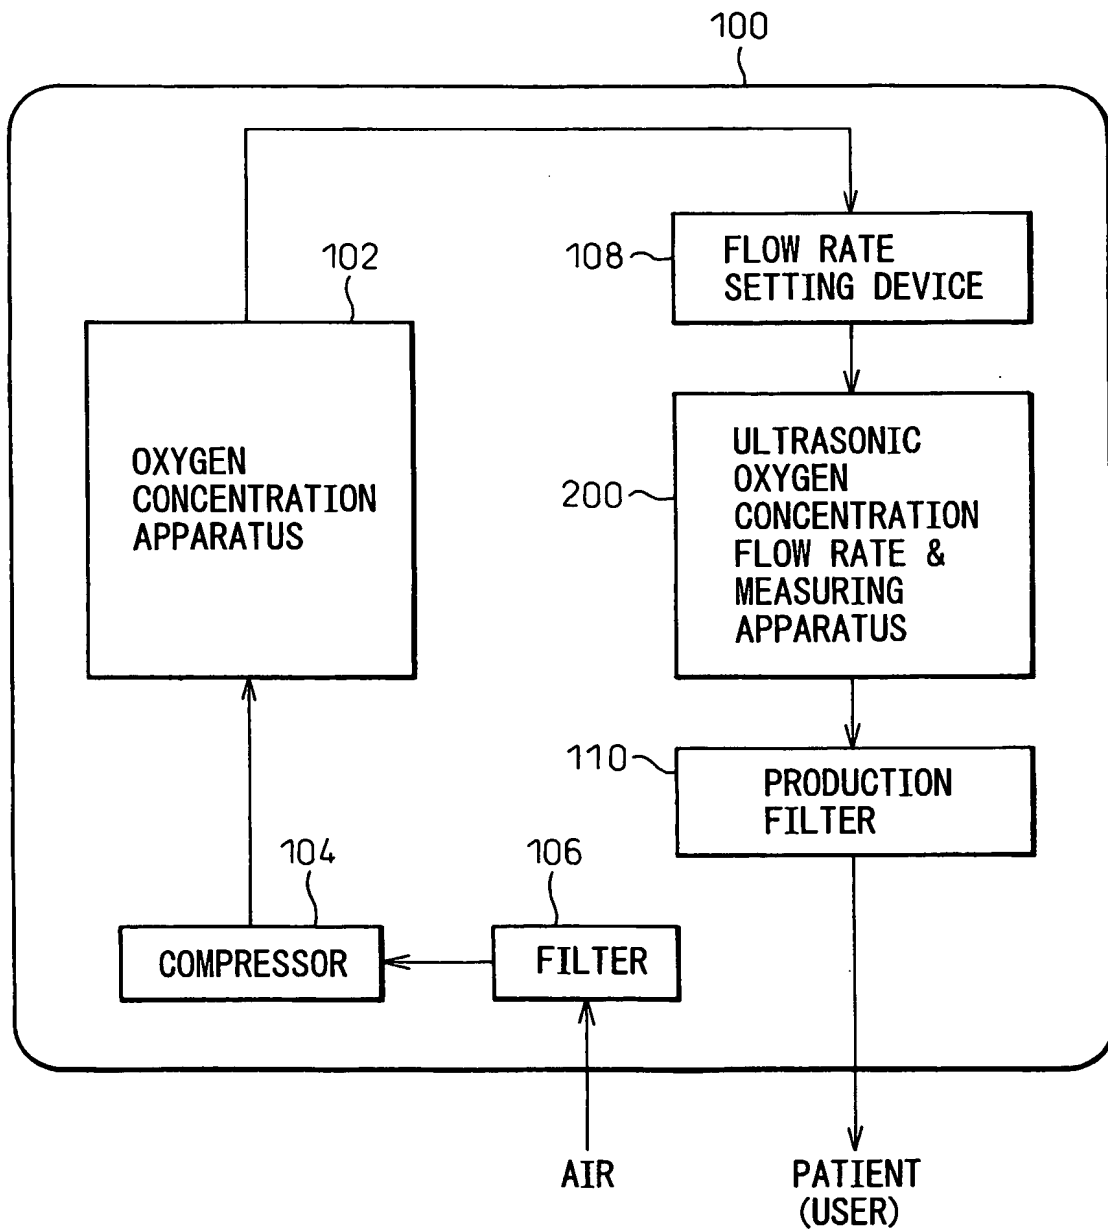 100
102
108
FLOW RATE
SETTING DEVICE
OXYGEN
CONCENTRATION
APPARATUS
200
ULTRASONIC
OXYGEN
CONCENTRATION
FLOW RATE &
MEASURING
APPARATUS
110
PRODUCTION
FILTER
104
106
COMPRESSOR
FILTER
AIR
PATIENT
(USER)